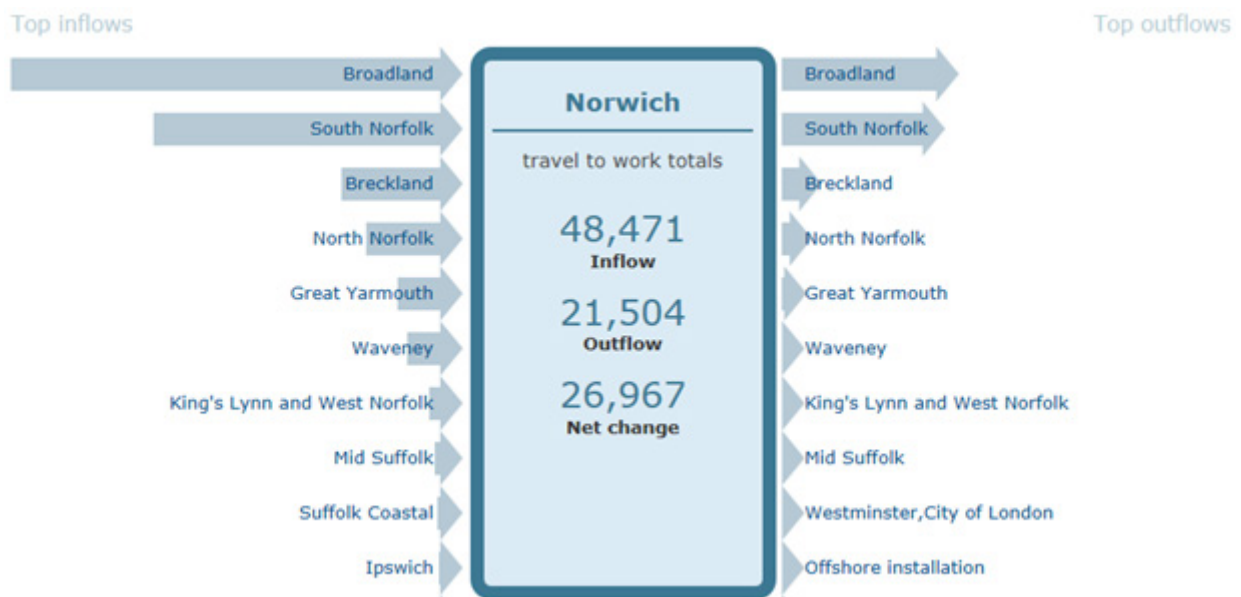 Top inflows
Top outflows
Broadland
South Norfolk
Breckland
North Norfolk
Great Yarmouth
Waveney
King's Lynn and West Norfolk
Mid Suffolk
Suffolk Coastal
Ipswich
Norwich
travel to work totals
48,471
Inflow
21,504
Outflow
26,967
Net change
Broadland
South Norfolk
Breckland
North Norfolk
Great Yarmouth
Waveney
King's Lynn and West Norfolk
Mid Suffolk
Westminster,City of London
Offshore installation